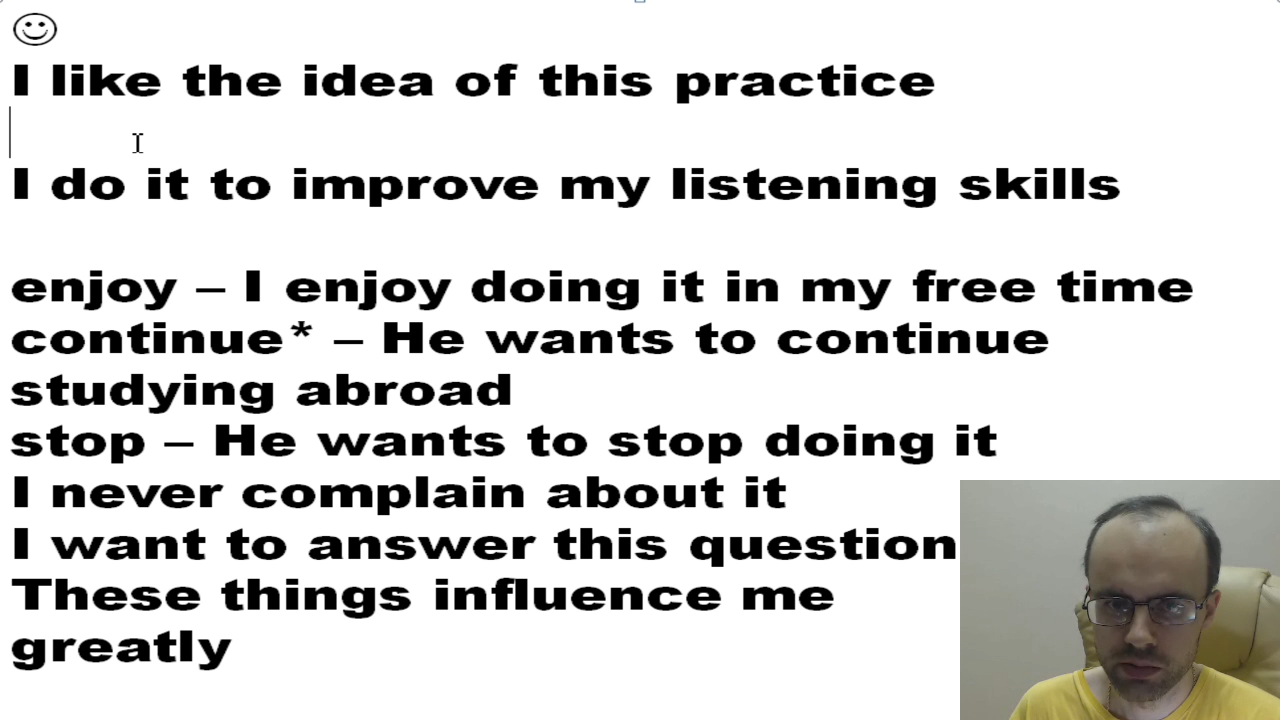 I like the idea of this practice
I do it to improve my listening skills
enjoy – I enjoy doing it in my free time
continue* – He wants to continue
studying abroad
stop – He wants to stop doing it
I never complain about it
I want to answer this question
These things influence me
greatly